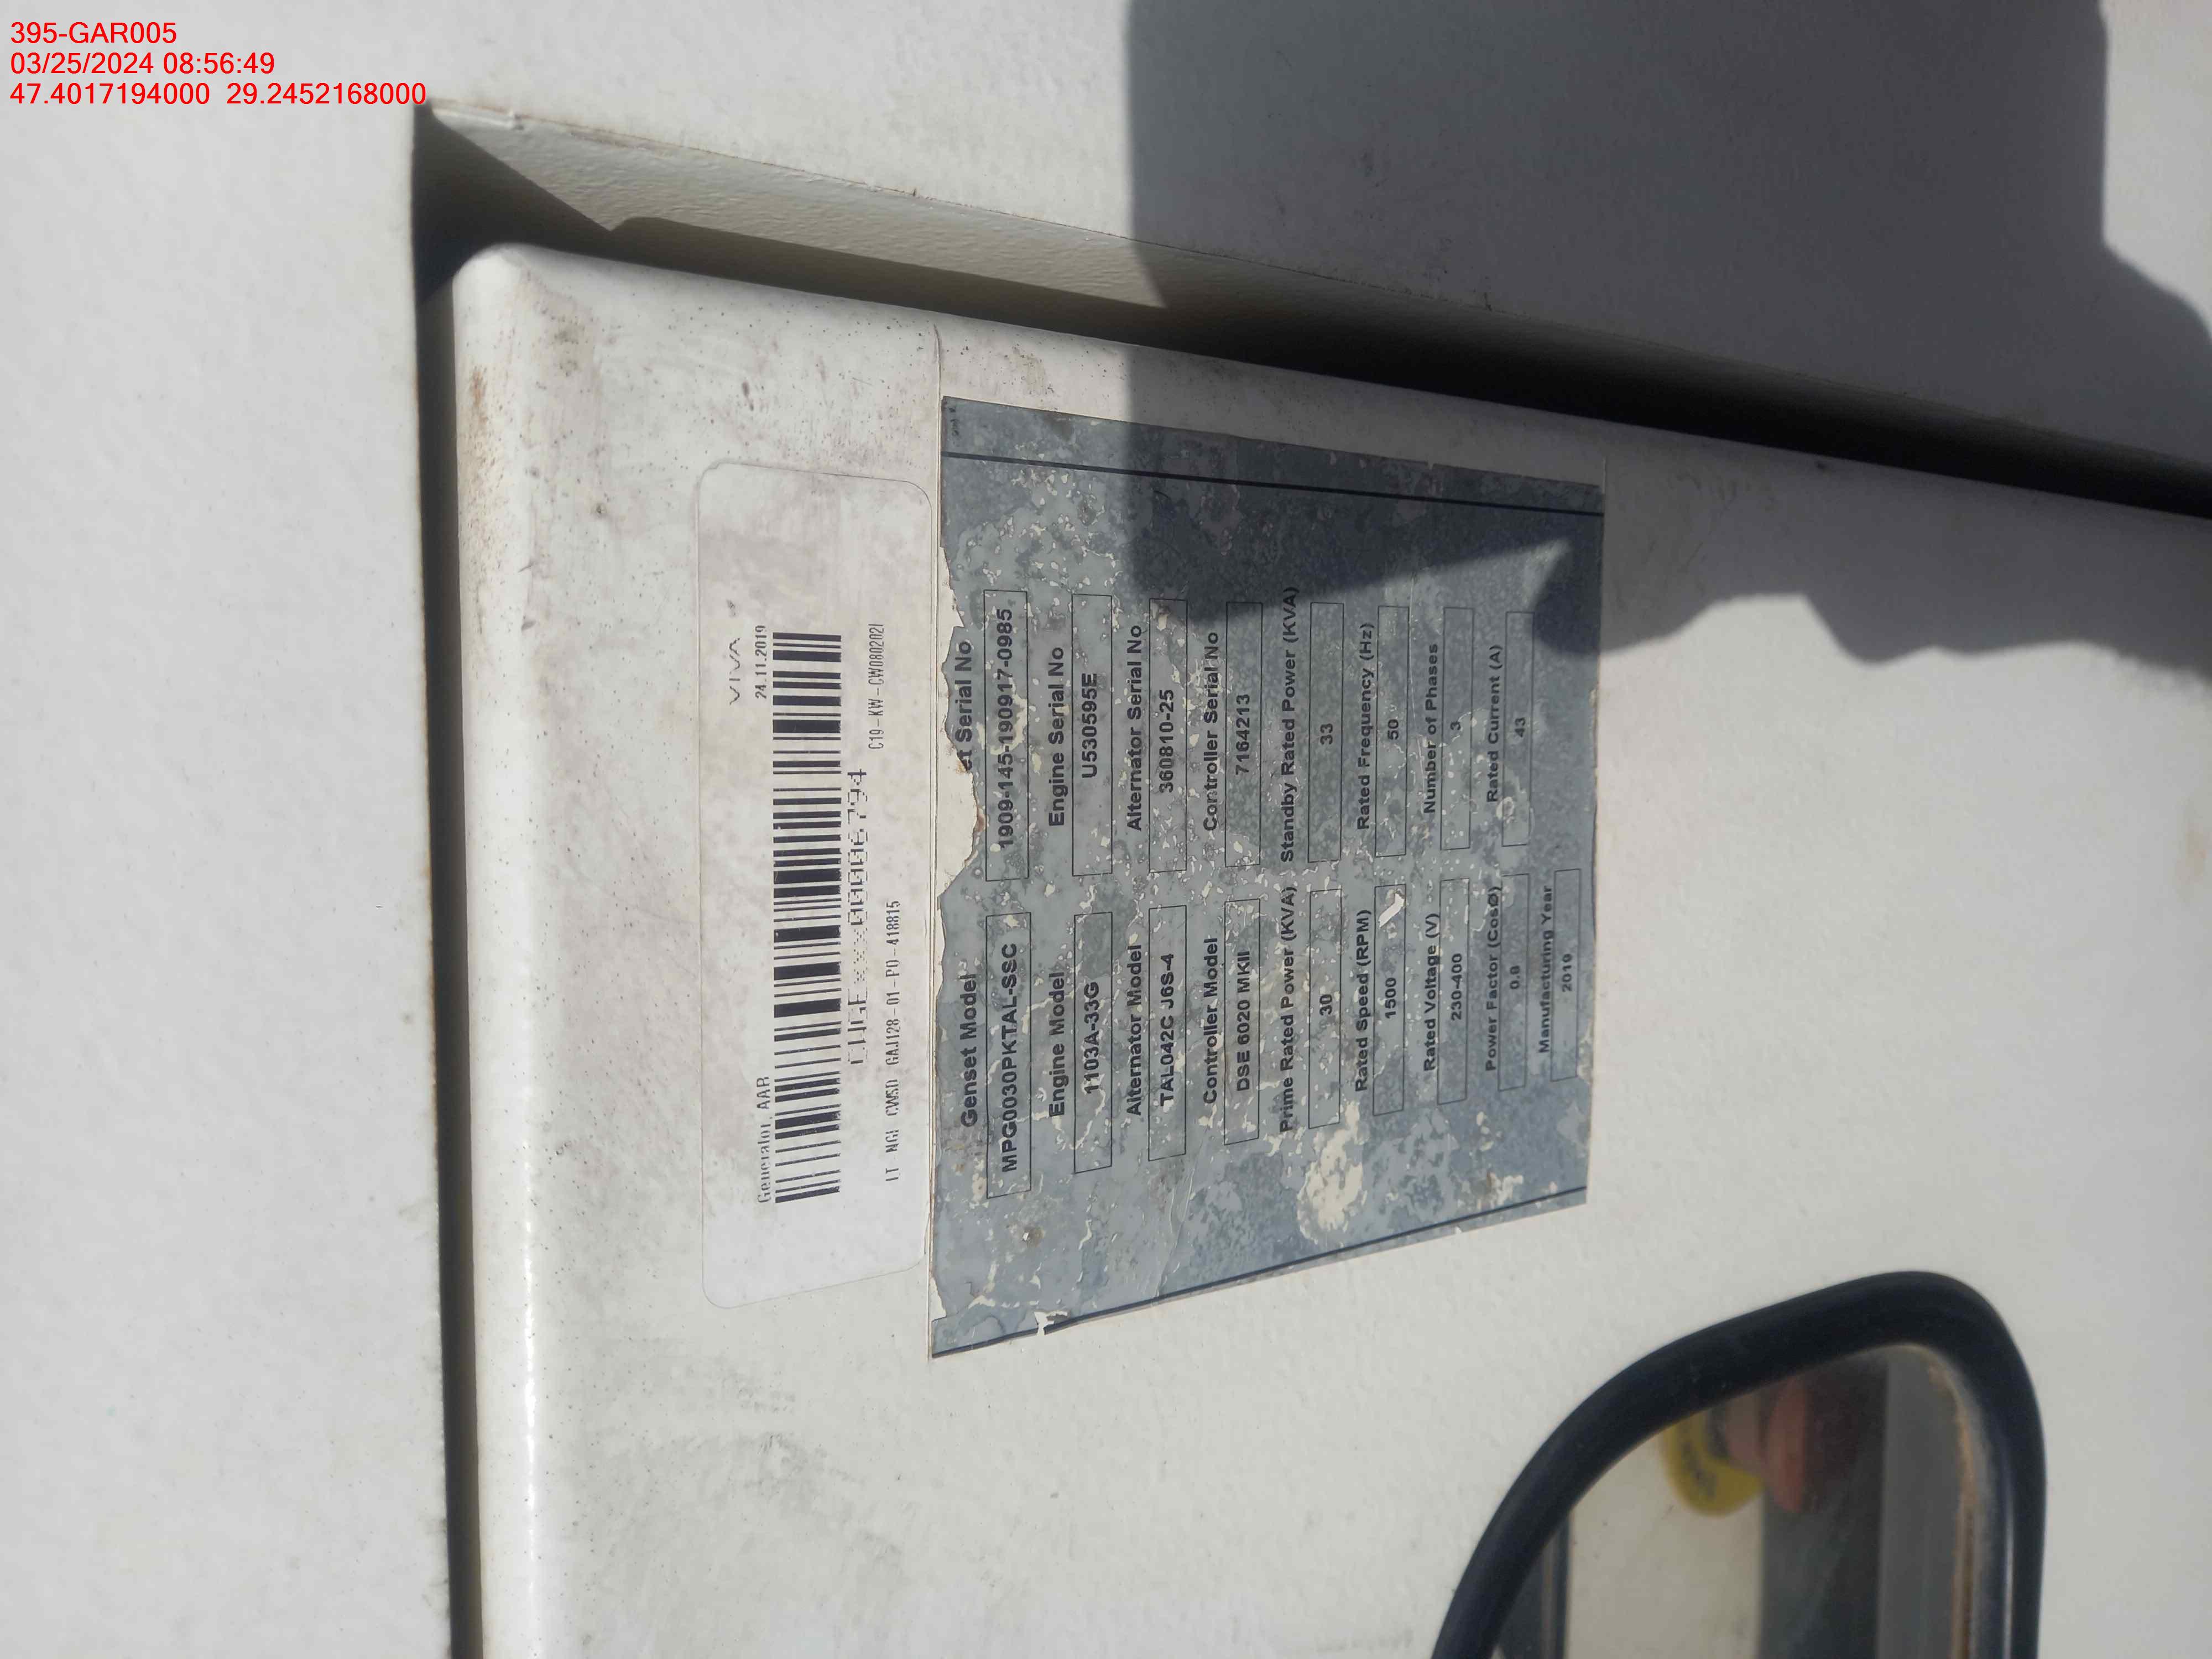 395-GAR005
03/25/2024 08:56:49
47.4017194000 29.2452168000
VIVA
Generator, AAR 24.11.2019
C19-KW-CW080202I
GAJ128-01-PO-418815
Genset Model et Serial No
MPG0030PKTAL-SSC 1909-145-190917-0985
Engine Model Engine Serial No
1103A-33G U530595E
Alternator Model Alternator Serial No
TAL042C J6S-4 360810-25
Controller Model Controller Serial No
DSE 6020 MKII 7164213
Prime Rated Power (KVA) Standby Rated Power (KVA)
30 33
Rated Speed (RPM) Rated Frequency (Hz)
1500 50
Rated Voltage (V) Number of Phases
230-400 3
Power Factor (CosØ) Rated Current (A)
0.8 43
Manufacturing Year
2019